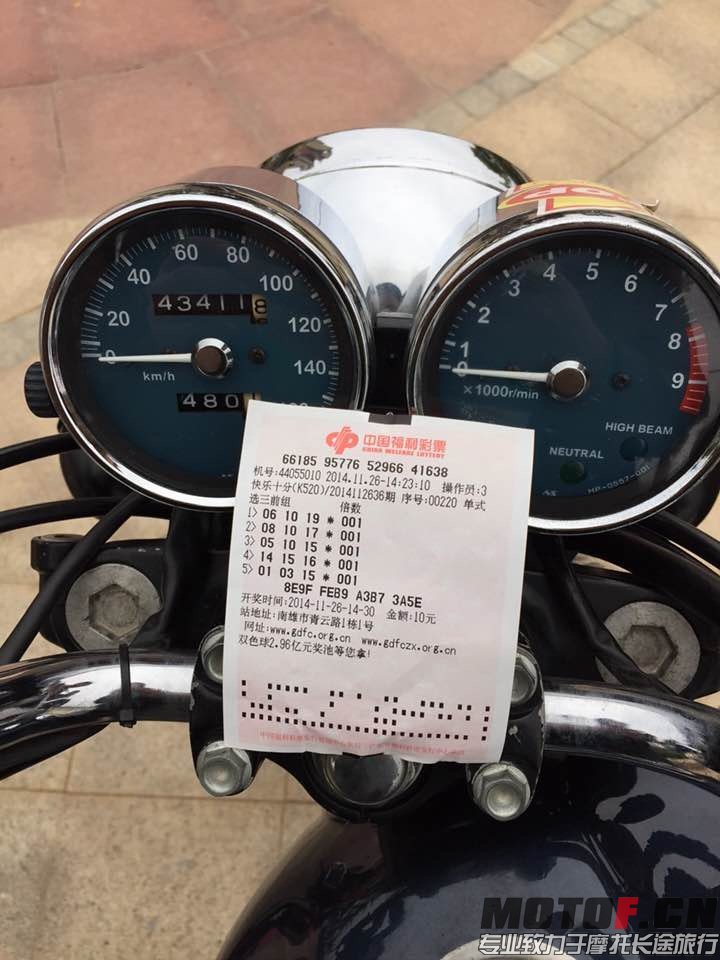 20 40 60 80 100 120 140
0
43411 8
km/h
480
0 1 2 3 4 5 6 7 8 9
×1000r/min
HIGH BEAM
NEUTRAL
HP-0557-001
中国福利彩票
CHINA WELFARE LOTTERY
66185 95776 52966 41638
机号:44055010 2014.11.26-14:23:10 操作员:3
快乐十分(K520)/2014112636期 序号:00220 单式
选三前组 倍数
1> 06 10 19 * 001
2> 08 10 17 * 001
3> 05 10 15 * 001
4> 14 15 16 * 001
5> 01 03 15 * 001
8E9F FEB9 A3B7 3A5E
开奖时间:2014-11-26-14-30 金额:10元
站地址:南雄市青云路1栋1号
网址:www.gdfc.org.cn www.gdfczx.org.cn
双色球2.96亿元奖池等您拿!
MOTOF.CN
专业致力于摩托长途旅行